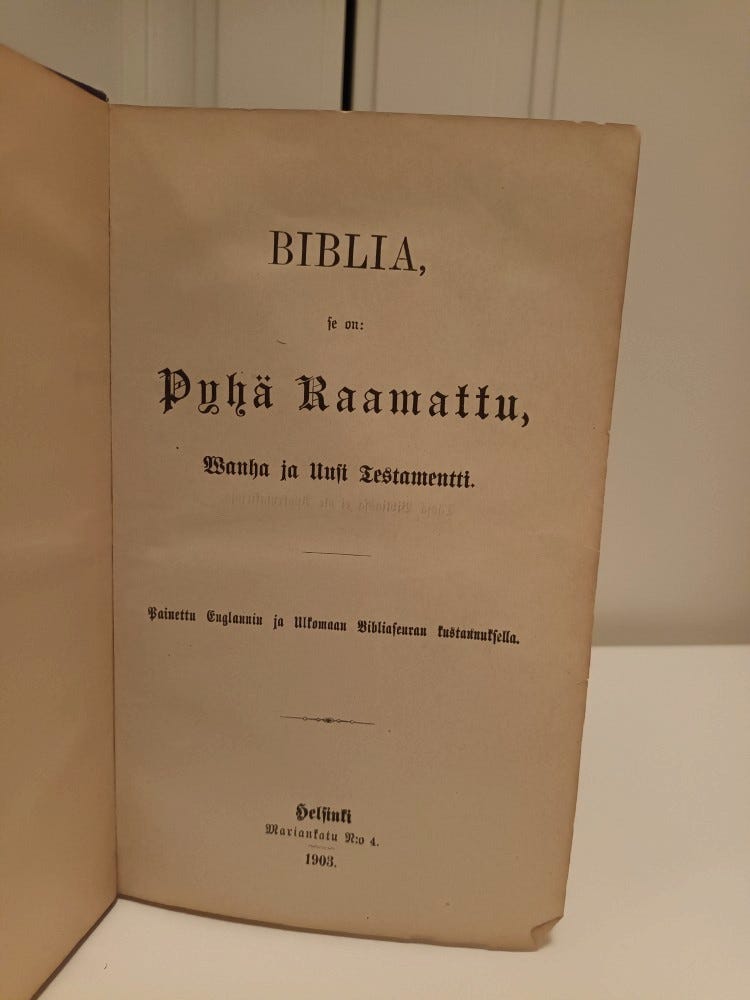 BIBLIA,
se on:
Pyhä Raamattu,
Wanha ja Uusi Testamentti.
Painettu Englannin ja Ulkomaan Bibliaseuran kustannuksella.
Helsinki
Mariankatu N:o 4.
1903.